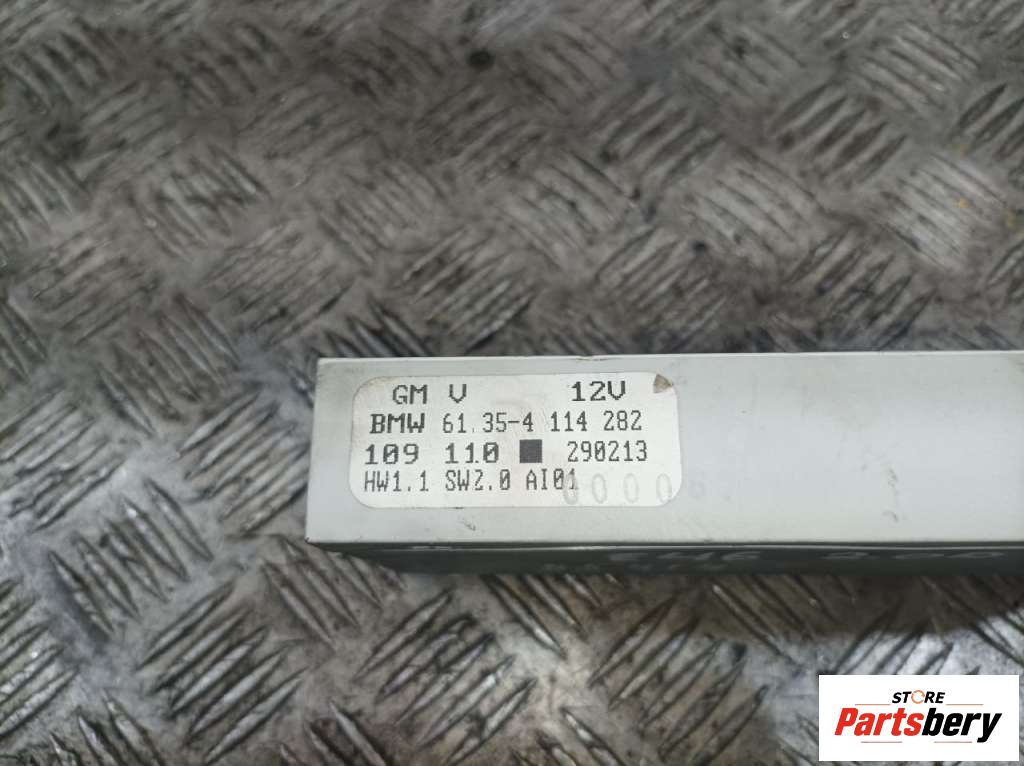 GM V 12V
BMW 61.35-4 114 282
109 110 ■ 290213
HW1.1 SW2.0 AI01
STORE
Partsbery